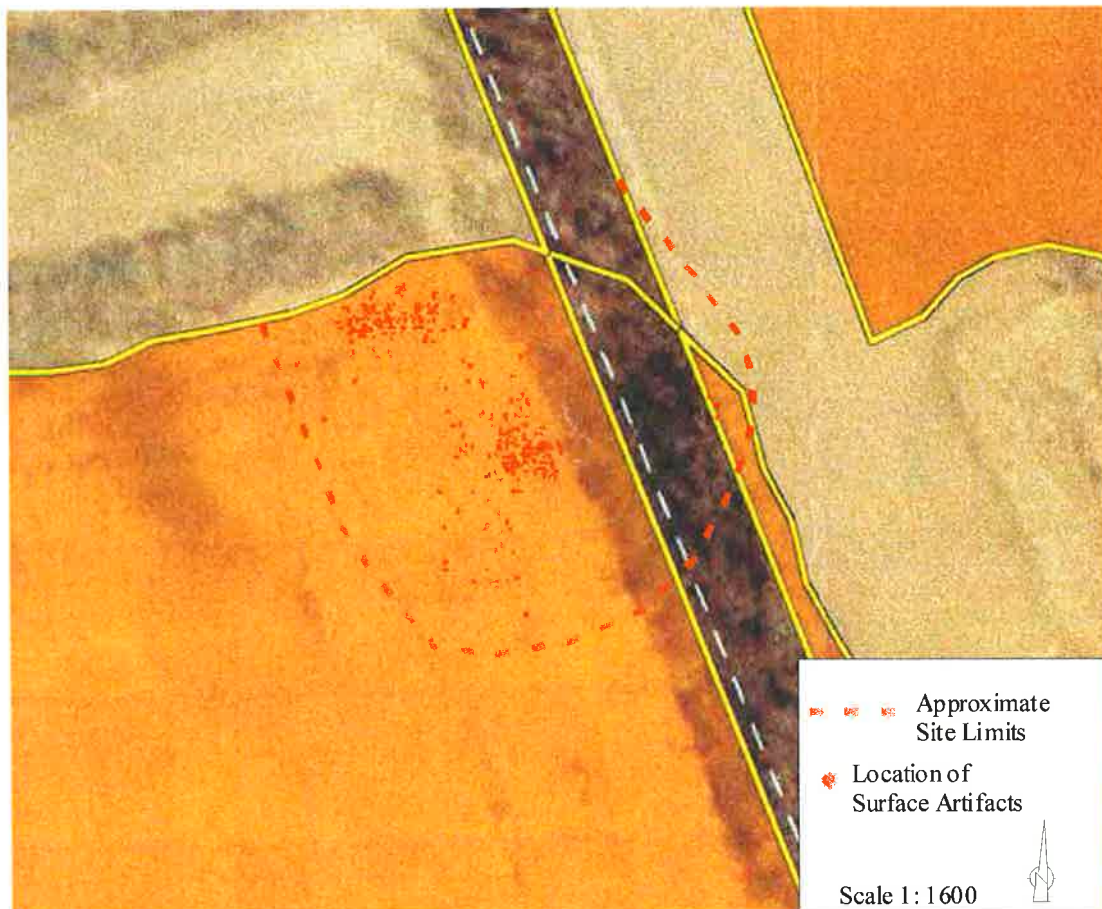 Approximate
Site Limits
Location of
Surface Artifacts
N
Scale 1: 1600